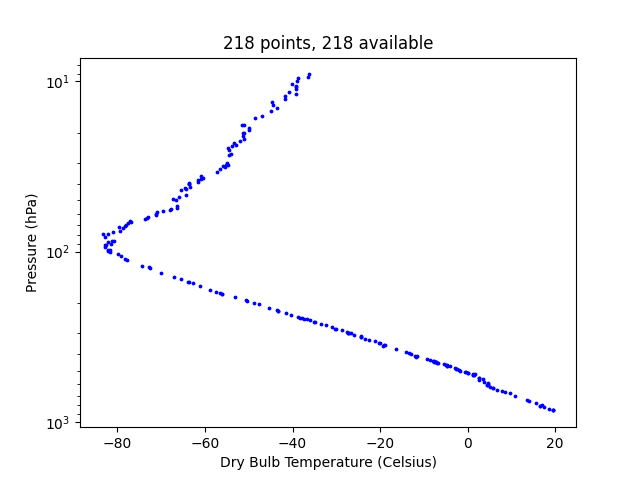 218 points, 218 available
10¹
10²
10³
Pressure (hPa)
−80 −60 −40 −20 0 20
Dry Bulb Temperature (Celsius)